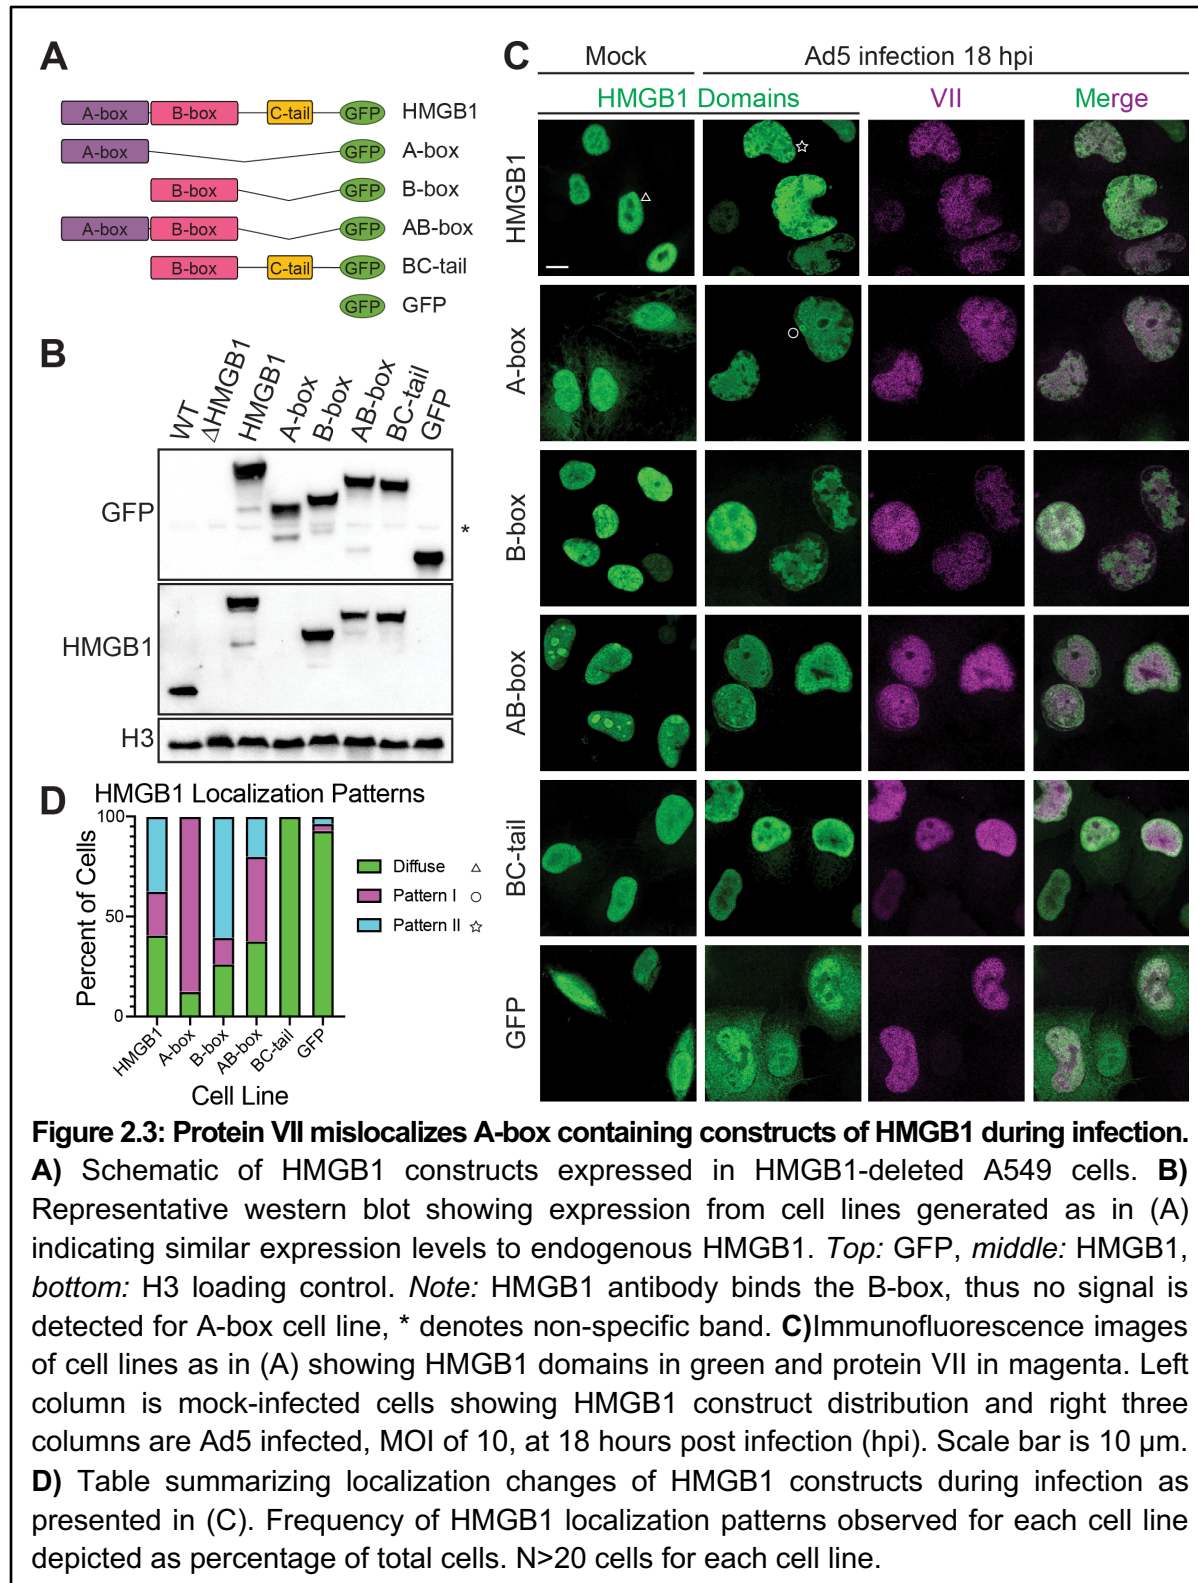 A
A-box B-box C-tail GFP HMGB1
A-box GFP A-box
B-box GFP B-box
A-box B-box GFP AB-box
B-box C-tail GFP BC-tail
GFP GFP
B
WT ΔHMGB1 HMGB1 A-box B-box AB-box BC-tail GFP
GFP
*
HMGB1
H3
C
Mock Ad5 infection 18 hpi
HMGB1 Domains VII Merge
HMGB1
A-box
B-box
AB-box
BC-tail
GFP
D
HMGB1 Localization Patterns
Percent of Cells
100
50
0
HMGB1 A-box B-box AB-box BC-tail GFP
Cell Line
Diffuse △
Pattern I ○
Pattern II ☆
Figure 2.3: Protein VII mislocalizes A-box containing constructs of HMGB1 during infection.
A) Schematic of HMGB1 constructs expressed in HMGB1-deleted A549 cells. B)
Representative western blot showing expression from cell lines generated as in (A)
indicating similar expression levels to endogenous HMGB1. Top: GFP, middle: HMGB1,
bottom: H3 loading control. Note: HMGB1 antibody binds the B-box, thus no signal is
detected for A-box cell line, * denotes non-specific band. C)Immunofluorescence images
of cell lines as in (A) showing HMGB1 domains in green and protein VII in magenta. Left
column is mock-infected cells showing HMGB1 construct distribution and right three
columns are Ad5 infected, MOI of 10, at 18 hours post infection (hpi). Scale bar is 10 µm.
D) Table summarizing localization changes of HMGB1 constructs during infection as
presented in (C). Frequency of HMGB1 localization patterns observed for each cell line
depicted as percentage of total cells. N>20 cells for each cell line.